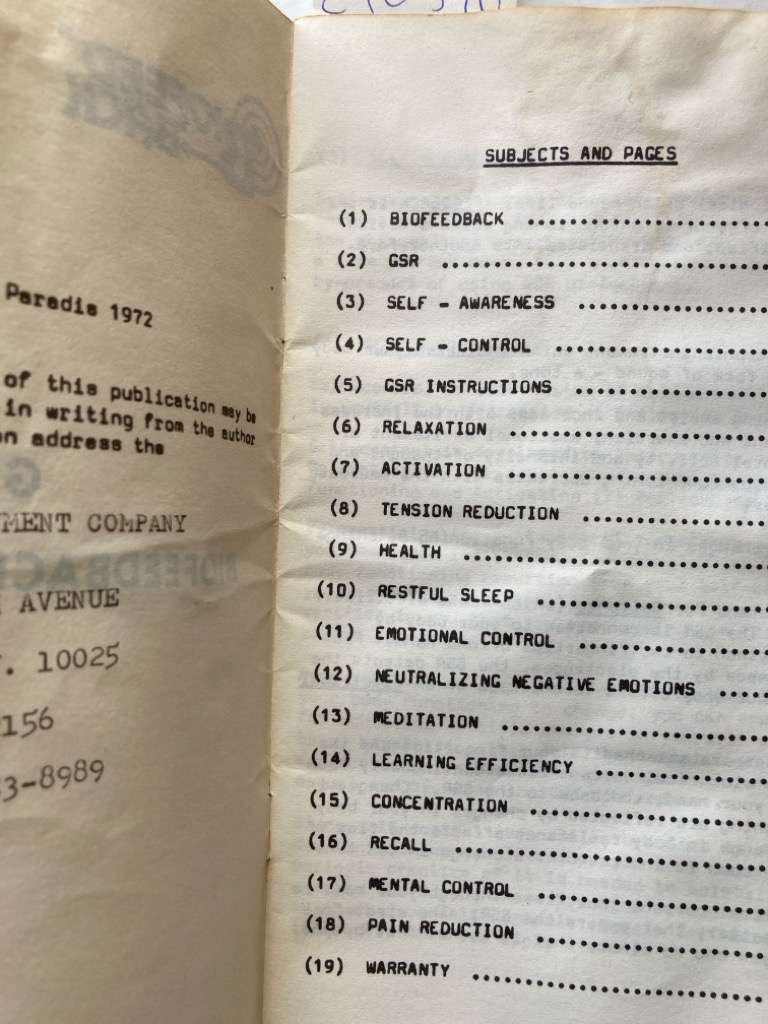 Paradis 1972
of this publication may be
in writing from the author
on address the
MENT COMPANY
AVENUE
. 10025
156
3-8989
SUBJECTS AND PAGES
(1) BIOFEEDBACK ....................
(2) GSR ....................
(3) SELF - AWARENESS ....................
(4) SELF - CONTROL ....................
(5) GSR INSTRUCTIONS ....................
(6) RELAXATION ....................
(7) ACTIVATION ....................
(8) TENSION REDUCTION ....................
(9) HEALTH ....................
(10) RESTFUL SLEEP ....................
(11) EMOTIONAL CONTROL ....................
(12) NEUTRALIZING NEGATIVE EMOTIONS .....
(13) MEDITATION ....................
(14) LEARNING EFFICIENCY ....................
(15) CONCENTRATION ....................
(16) RECALL ....................
(17) MENTAL CONTROL ....................
(18) PAIN REDUCTION ....................
(19) WARRANTY ....................